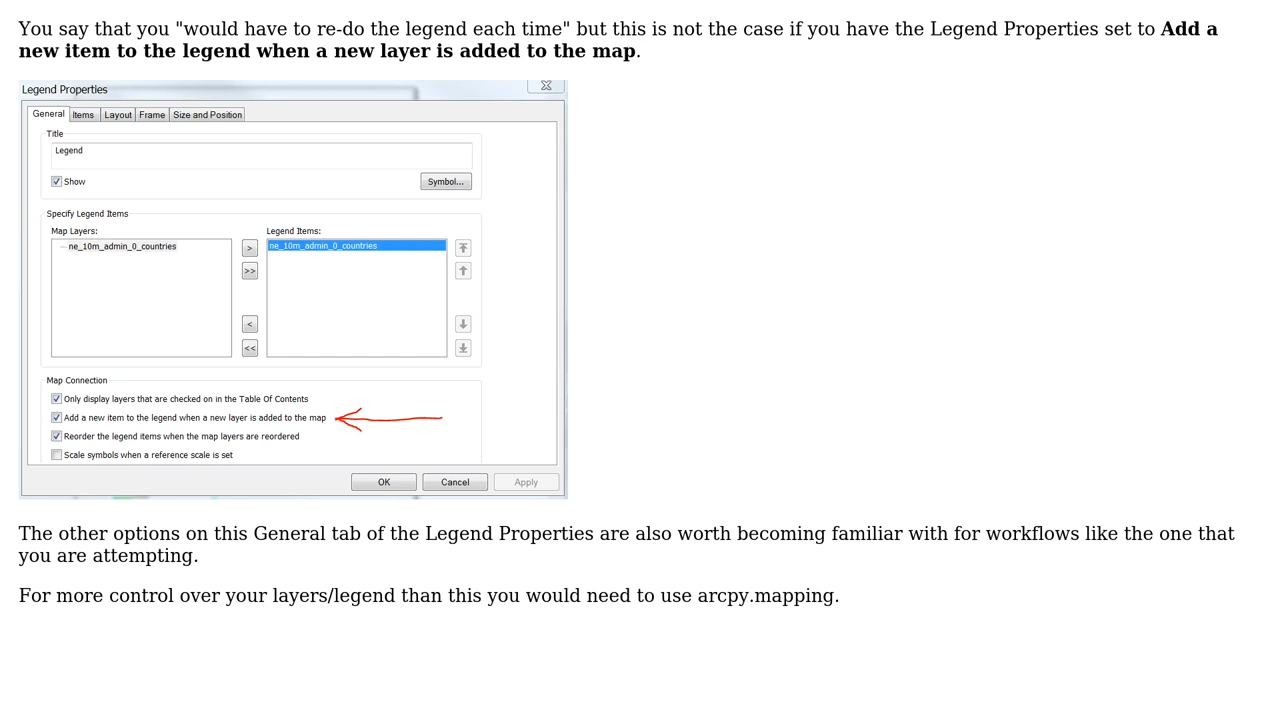 You say that you "would have to re-do the legend each time" but this is not the case if you have the Legend Properties set to Add a
new item to the legend when a new layer is added to the map.
Legend Properties
General Items Layout Frame Size and Position
Title
Legend
Show Symbol...
Specify Legend Items
Map Layers: Legend Items:
ne_10m_admin_0_countries > ne_10m_admin_0_countries
>>
<
<<
Map Connection
Only display layers that are checked on in the Table Of Contents
Add a new item to the legend when a new layer is added to the map
Reorder the legend items when the map layers are reordered
Scale symbols when a reference scale is set
OK Cancel Apply
The other options on this General tab of the Legend Properties are also worth becoming familiar with for workflows like the one that
you are attempting.
For more control over your layers/legend than this you would need to use arcpy.mapping.